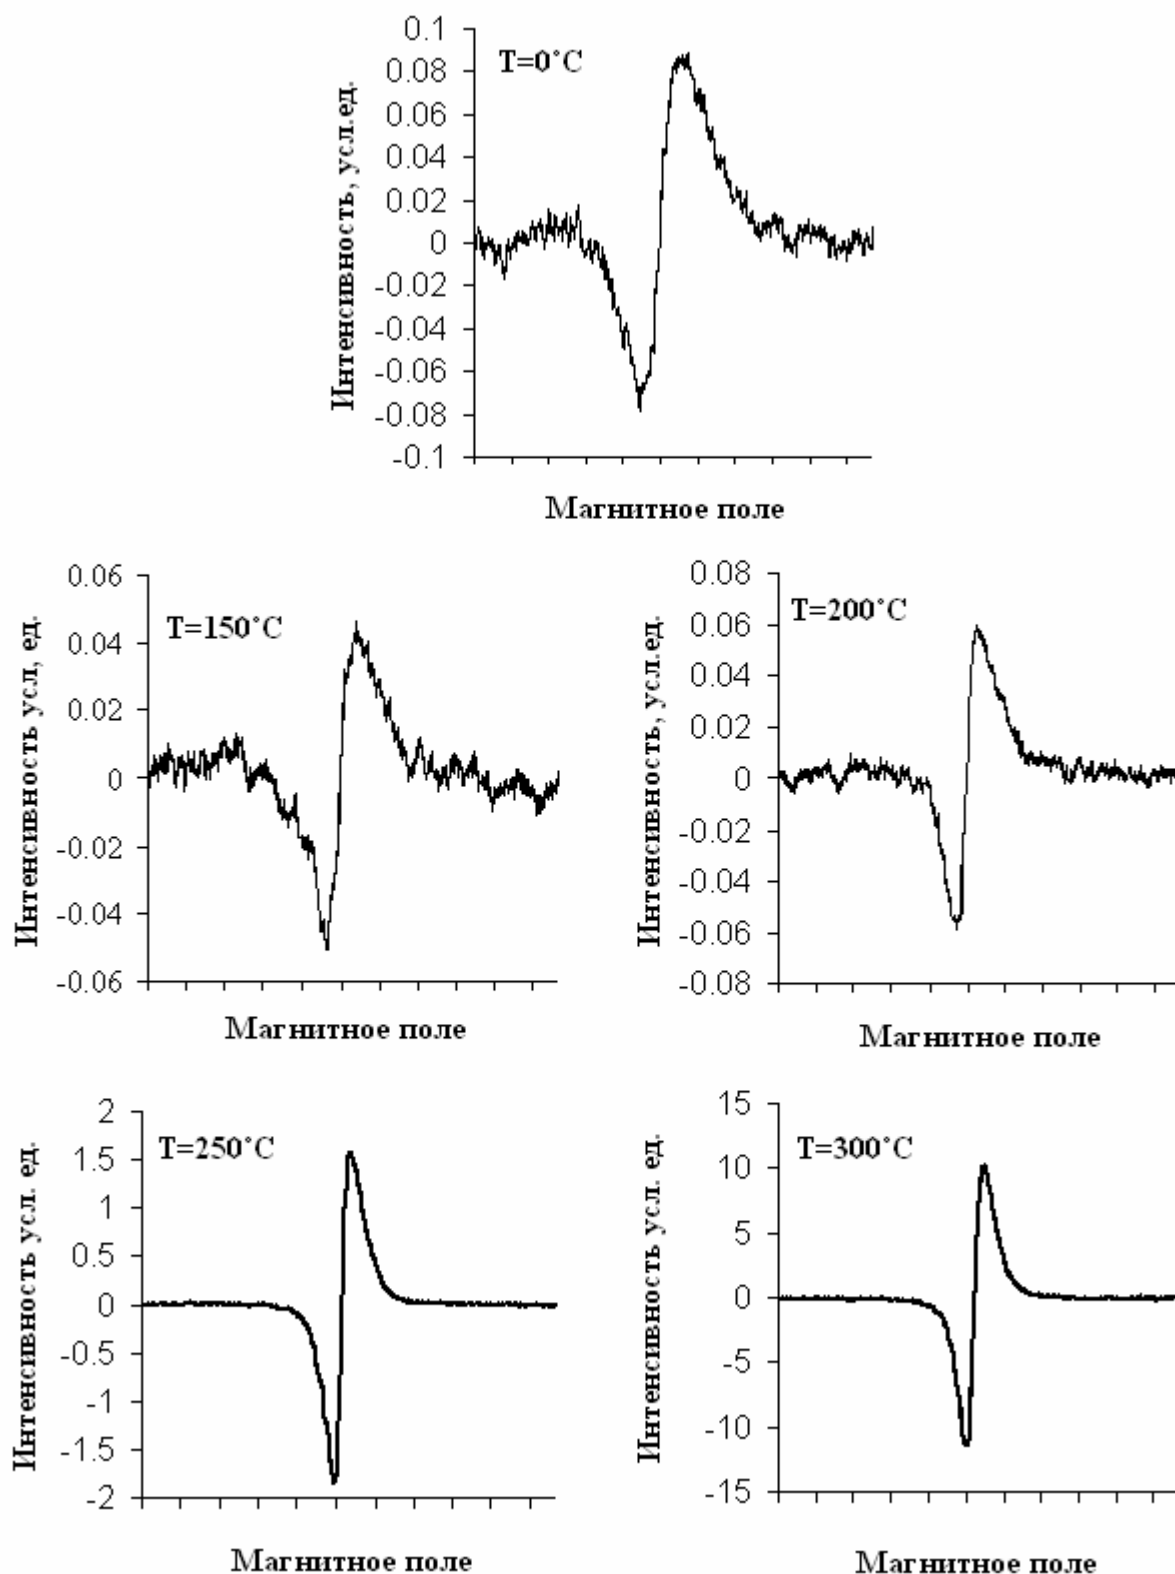 Интенсивность, усл.ед.
0.1
0.08
0.06
0.04
0.02
0
-0.02
-0.04
-0.06
-0.08
-0.1
T=0˚C
Магнитное поле
Интенсивность усл, ед.
0.06
0.04
0.02
0
-0.02
-0.04
-0.06
T=150˚C
Магнитное поле
Интенсивность, усл.ед.
0.08
0.06
0.04
0.02
0
-0.02
-0.04
-0.06
-0.08
T=200˚C
Магнитное поле
Интенсивность усл. ед.
2
1.5
1
0.5
0
-0.5
-1
-1.5
-2
T=250˚C
Магнитное поле
Интенсивность усл. ед.
15
10
5
0
-5
-10
-15
T=300˚C
Магнитное поле